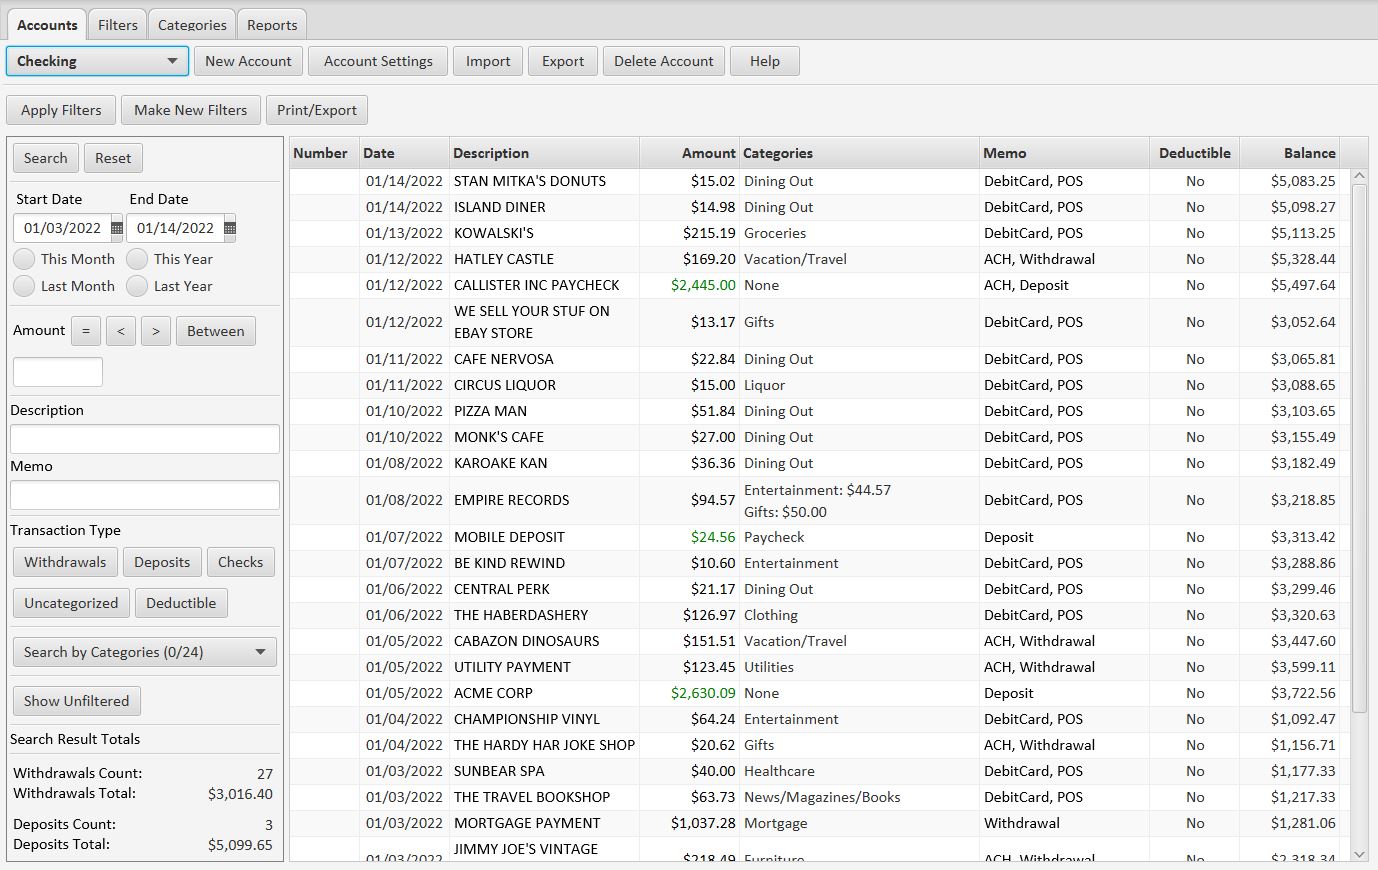 Accounts Filters Categories Reports
Checking New Account Account Settings Import Export Delete Account Help
Apply Filters Make New Filters Print/Export
Search Reset
Start Date End Date
01/03/2022 01/14/2022
This Month This Year
Last Month Last Year
Amount = < > Between
Description
Memo
Transaction Type
Withdrawals Deposits Checks
Uncategorized Deductible
Search by Categories (0/24)
Show Unfiltered
Search Result Totals
Withdrawals Count: 27
Withdrawals Total: $3,016.40
Deposits Count: 3
Deposits Total: $5,099.65
Number Date Description Amount Categories Memo Deductible Balance
01/14/2022 STAN MITKA'S DONUTS $15.02 Dining Out DebitCard, POS No $5,083.25
01/14/2022 ISLAND DINER $14.98 Dining Out DebitCard, POS No $5,098.27
01/13/2022 KOWALSKI'S $215.19 Groceries DebitCard, POS No $5,113.25
01/12/2022 HATLEY CASTLE $169.20 Vacation/Travel ACH, Withdrawal No $5,328.44
01/12/2022 CALLISTER INC PAYCHECK $2,445.00 None ACH, Deposit No $5,497.64
01/12/2022 WE SELL YOUR STUF ON
EBAY STORE $13.17 Gifts DebitCard, POS No $3,052.64
01/11/2022 CAFE NERVOSA $22.84 Dining Out DebitCard, POS No $3,065.81
01/11/2022 CIRCUS LIQUOR $15.00 Liquor DebitCard, POS No $3,088.65
01/10/2022 PIZZA MAN $51.84 Dining Out DebitCard, POS No $3,103.65
01/10/2022 MONK'S CAFE $27.00 Dining Out DebitCard, POS No $3,155.49
01/08/2022 KAROAKE KAN $36.36 Dining Out DebitCard, POS No $3,182.49
01/08/2022 EMPIRE RECORDS $94.57 Entertainment: $44.57
Gifts: $50.00 DebitCard, POS No $3,218.85
01/07/2022 MOBILE DEPOSIT $24.56 Paycheck Deposit No $3,313.42
01/07/2022 BE KIND REWIND $10.60 Entertainment DebitCard, POS No $3,288.86
01/06/2022 CENTRAL PERK $21.17 Dining Out DebitCard, POS No $3,299.46
01/06/2022 THE HABERDASHERY $126.97 Clothing DebitCard, POS No $3,320.63
01/05/2022 CABAZON DINOSAURS $151.51 Vacation/Travel ACH, Withdrawal No $3,447.60
01/05/2022 UTILITY PAYMENT $123.45 Utilities ACH, Withdrawal No $3,599.11
01/05/2022 ACME CORP $2,630.09 None Deposit No $3,722.56
01/04/2022 CHAMPIONSHIP VINYL $64.24 Entertainment DebitCard, POS No $1,092.47
01/04/2022 THE HARDY HAR JOKE SHOP $20.62 Gifts ACH, Withdrawal No $1,156.71
01/03/2022 SUNBEAR SPA $40.00 Healthcare DebitCard, POS No $1,177.33
01/03/2022 THE TRAVEL BOOKSHOP $63.73 News/Magazines/Books DebitCard, POS No $1,217.33
01/03/2022 MORTGAGE PAYMENT $1,037.28 Mortgage Withdrawal No $1,281.06
01/03/2022 JIMMY JOE'S VINTAGE $218.49 Furniture ACH, Withdrawal No $2,318.34